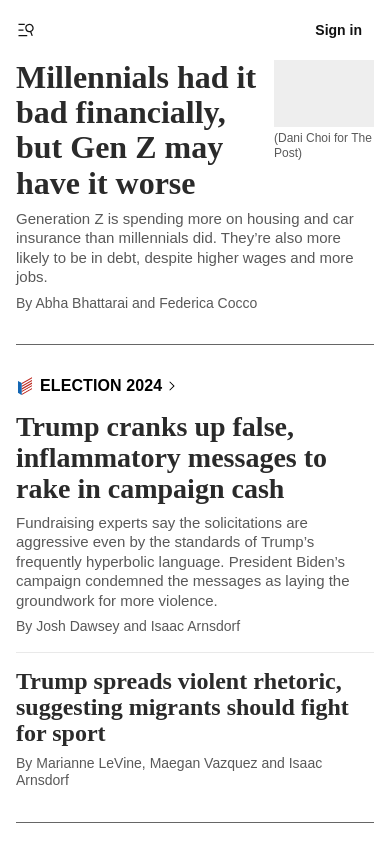 Sign in
Millennials had it
bad financially,
but Gen Z may
have it worse
(Dani Choi for The
Post)
Generation Z is spending more on housing and car
insurance than millennials did. They’re also more
likely to be in debt, despite higher wages and more
jobs.
By Abha Bhattarai and Federica Cocco
ELECTION 2024
Trump cranks up false,
inflammatory messages to
rake in campaign cash
Fundraising experts say the solicitations are
aggressive even by the standards of Trump’s
frequently hyperbolic language. President Biden’s
campaign condemned the messages as laying the
groundwork for more violence.
By Josh Dawsey and Isaac Arnsdorf
Trump spreads violent rhetoric,
suggesting migrants should fight
for sport
By Marianne LeVine, Maegan Vazquez and Isaac
Arnsdorf